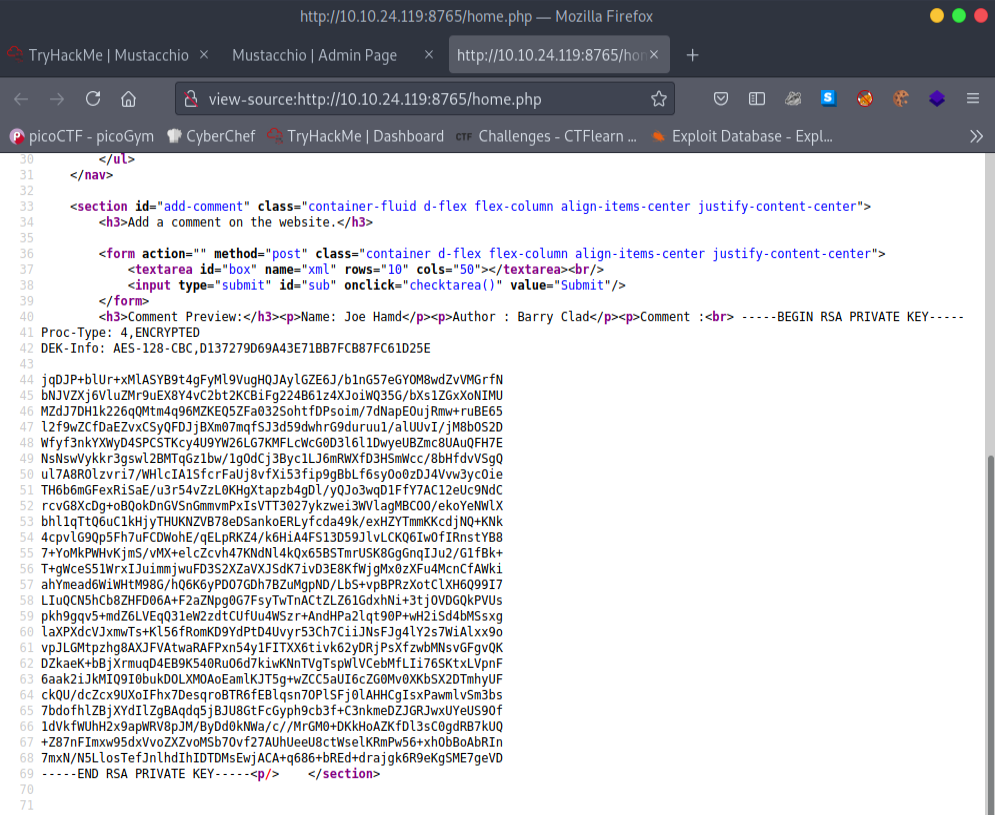 http://10.10.24.119:8765/home.php — Mozilla Firefox
TryHackMe | Mustacchio
Mustacchio | Admin Page
http://10.10.24.119:8765/hom
view-source:http://10.10.24.119:8765/home.php
picoCTF - picoGym CyberChef TryHackMe | Dashboard CTF Challenges - CTFlearn ... Exploit Database - Expl...
30 </ul>
31 </nav>
32
33 <section id="add-comment" class="container-fluid d-flex flex-column align-items-center justify-content-center">
34 <h3>Add a comment on the website.</h3>
35
36 <form action="" method="post" class="container d-flex flex-column align-items-center justify-content-center">
37 <textarea id="box" name="xml" rows="10" cols="50"></textarea><br/>
38 <input type="submit" id="sub" onclick="checktarea()" value="Submit"/>
39 </form>
40 <h3>Comment Preview:</h3><p>Name: Joe Hamd</p><p>Author : Barry Clad</p><p>Comment :<br> -----BEGIN RSA PRIVATE KEY-----
41 Proc-Type: 4,ENCRYPTED
42 DEK-Info: AES-128-CBC,D137279D69A43E71BB7FCB87FC61D25E
43
44 jqDJP+blUr+xMlASYB9t4gFyMl9VugHQJAylGZE6J/b1nG57eGYOM8wdZvVMGrfN
45 bNJVZXj6VluZMr9uEX8Y4vC2bt2KCBiFg224B61z4XJoiWQ35G/bXs1ZGxXoNIMU
46 MZdJ7DH1k226qQMtm4q96MZKEQ5ZFa032SohtfDPsoim/7dNapEOujRmw+ruBE65
47 l2f9wZCfDaEZvxCSyQFDJjBXm07mqfSJ3d59dwhrG9duruu1/alUUvI/jM8bOS2D
48 Wfyf3nkYXWyD4SPCSTKcy4U9YW26LG7KMFLcWcG0D3l6l1DwyeUBZmc8UAuQFH7E
49 NsNswVykkr3gswl2BMTqGz1bw/1gOdCj3Byc1LJ6mRWXfD3HSmWcc/8bHfdvVSgQ
50 ul7A8ROlzvri7/WHlcIA1SfcrFaUj8vfXi53fip9gBbLf6syOo0zDJ4Vvw3ycOie
51 TH6b6mGFexRiSaE/u3r54vZzL0KHgXtapzb4gDl/yQJo3wqD1FfY7AC12eUc9NdC
52 rcvG8XcDg+oBQokDnGVSnGmmvmPxIsVTT3027ykzwei3WVlagMBCOO/ekoYeNWlX
53 bhl1qTtQ6uC1kHjyTHUKNZVB78eDSankoERLyfcda49k/exHZYTmmKKcdjNQ+KNk
54 4cpvlG9Qp5Fh7uFCDWohE/qELpRKZ4/k6HiA4FS13D59JlvLCKQ6IwOfIRnstYB8
55 7+YoMkPWHvKjmS/vMX+elcZcvh47KNdNl4kQx65BSTmrUSK8GgGnqIJu2/G1fBk+
56 T+gWceS51WrxIJuimmjwuFD3S2XZaVXJSdK7ivD3E8KfWjgMx0zXFu4McnCfAWki
57 ahYmead6WiWHtM98G/hQ6K6yPDO7GDh7BZuMgpND/LbS+vpBPRzXotClXH6Q99I7
58 LIuQCN5hCb8ZHFD06A+F2aZNpg0G7FsyTwTnACtZLZ61GdxhNi+3tjOVDGQkPVUs
59 pkh9gqv5+mdZ6LVEqQ31eW2zdtCUfUu4WSzr+AndHPa2lqt90P+wH2iSd4bMSsxg
60 laXPXdcVJxmwTs+Kl56fRomKD9YdPtD4Uvyr53Ch7CiiJNsFJg4lY2s7WiAlxx9o
61 vpJLGMtpzhg8AXJFVAtwaRAFPxn54y1FITXX6tivk62yDRjPsXfzwbMNsvGFgvQK
62 DZkaeK+bBjXrmuqD4EB9K540RuO6d7kiwKNnTVgTspWlVCebMfLIi76SKtxLVpnF
63 6aak2iJkMIQ9I0bukDOLXMOAoEamlKJT5g+wZCC5aUI6cZG0Mv0XKbSX2DTmhyUF
64 ckQU/dcZcx9UXoIFhx7DesqroBTR6fEBlqsn7OPlSFj0lAHHCgIsxPawmlvSm3bs
65 7bdofhlZBjXYdIlZgBAqdq5jBJU8GtFcGyph9cb3f+C3nkmeDZJGRJwxUYeUS9Of
66 1dVkfWUhH2x9apWRV8pJM/ByDd0kNWa/c//MrGM0+DKkHoAZKfDl3sC0gdRB7kUQ
67 +Z87nFImxw95dxVvoZXZvoMSb7Ovf27AUhUeeU8ctWselKRmPw56+xhObBoAbRIn
68 7mxN/N5LlosTefJnlhdIhIDTDMsEwjACA+q686+bREd+drajgk6R9eKgSME7geVD
69 -----END RSA PRIVATE KEY-----<p/> </section>
70
71